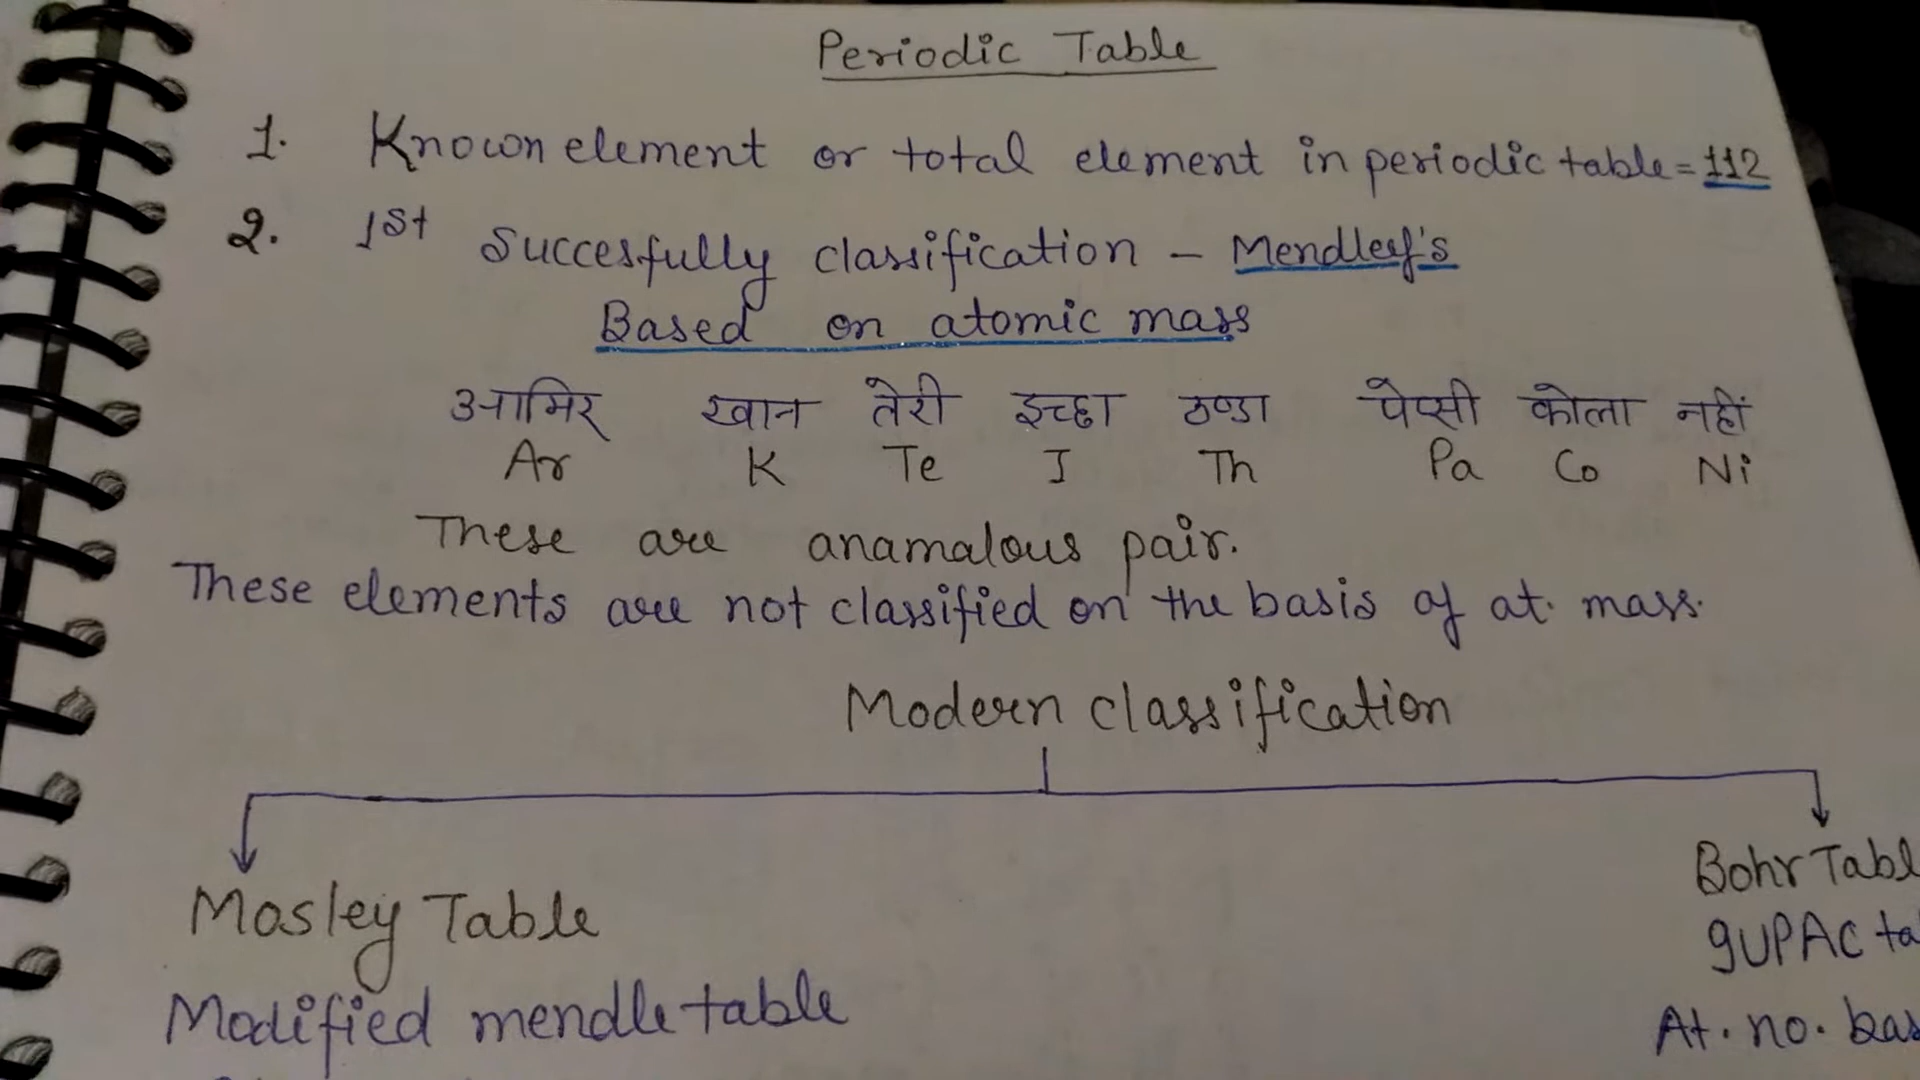 Periodic Table
1. Known element or total element in periodic table = 112
2. 1st Succesfully classification - Mendleef's
Based on atomic mass
आमिर खान तेरी इच्छा ठण्डा पेप्सी कोला नहीं
Ar K Te I Th Pa Co Ni
These are anamalous pair.
These elements are not classified on the basis of at. mass.
Modern classification
Mosley Table
Modified mendle table
Bohr Tabl
IUPAC ta
At. no. bas